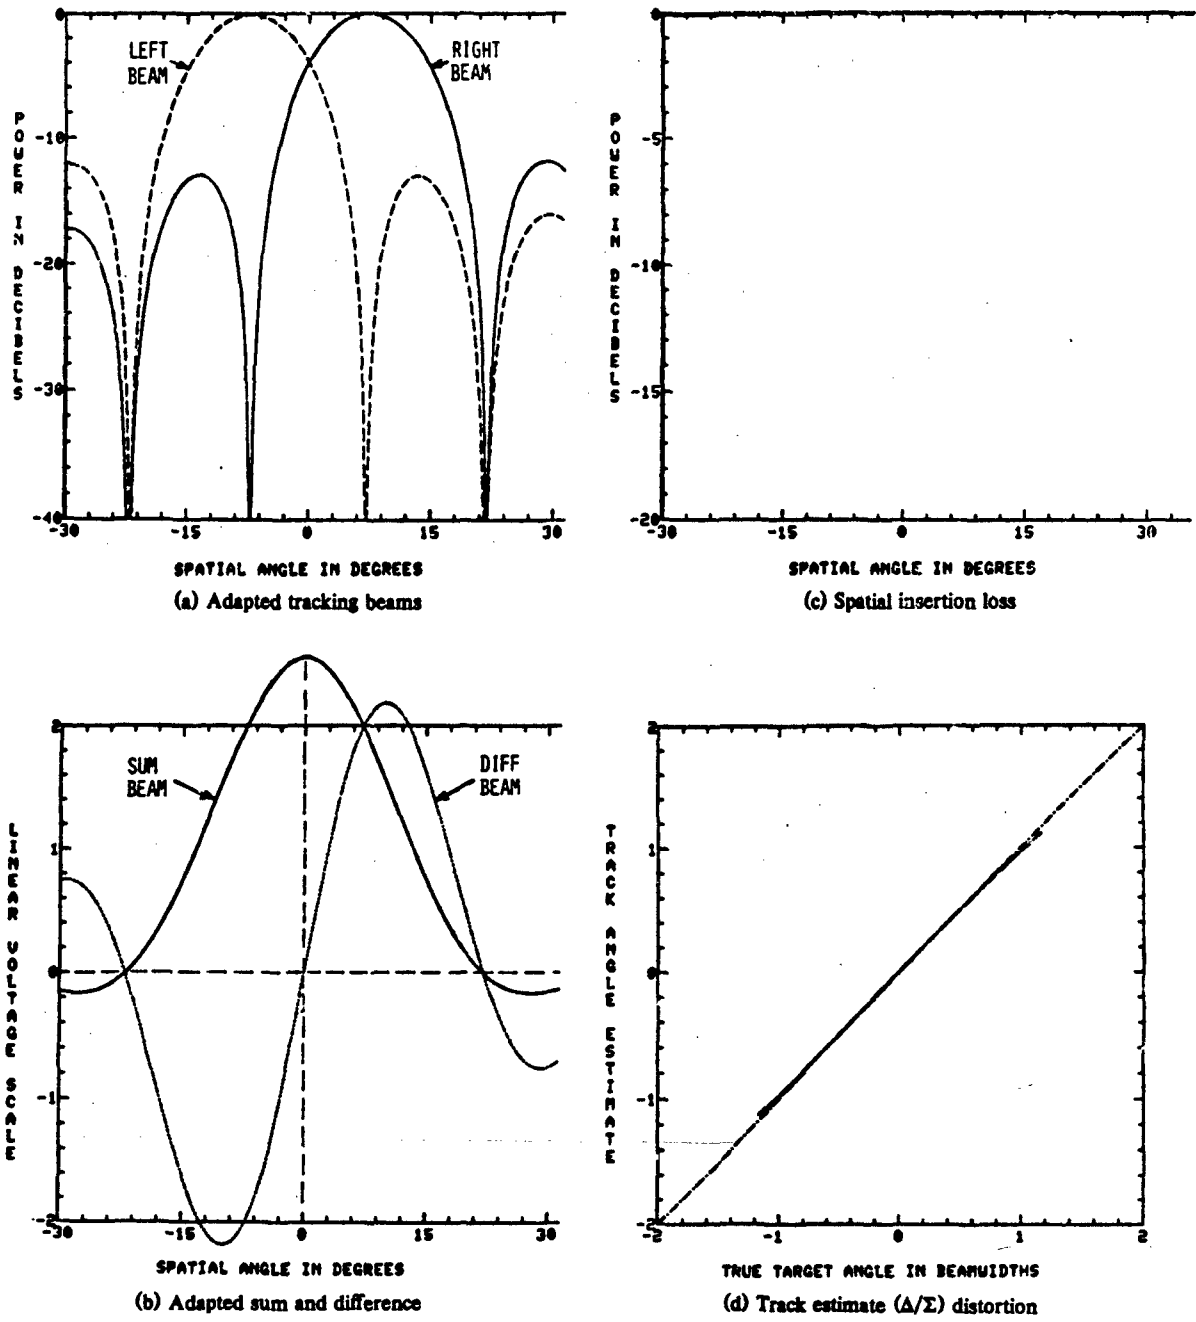 0
-10
-20
-30
-40
POWER IN DECIBELS
LEFT BEAM
RIGHT BEAM
-30 -15 0 15 30
SPATIAL ANGLE IN DEGREES
(a) Adapted tracking beams
0
-5
-10
-15
-20
POWER IN DECIBELS
-30 -15 0 15 30
SPATIAL ANGLE IN DEGREES
(c) Spatial insertion loss
2
1
0
-1
-2
LINEAR VOLTAGE SCALE
SUM BEAM
DIFF BEAM
-30 -15 0 15 30
SPATIAL ANGLE IN DEGREES
(b) Adapted sum and difference
2
1
0
-1
-2
TRACK ANGLE ESTIMATE
-2 -1 0 1 2
TRUE TARGET ANGLE IN BEAMWIDTHS
(d) Track estimate (Δ/Σ) distortion